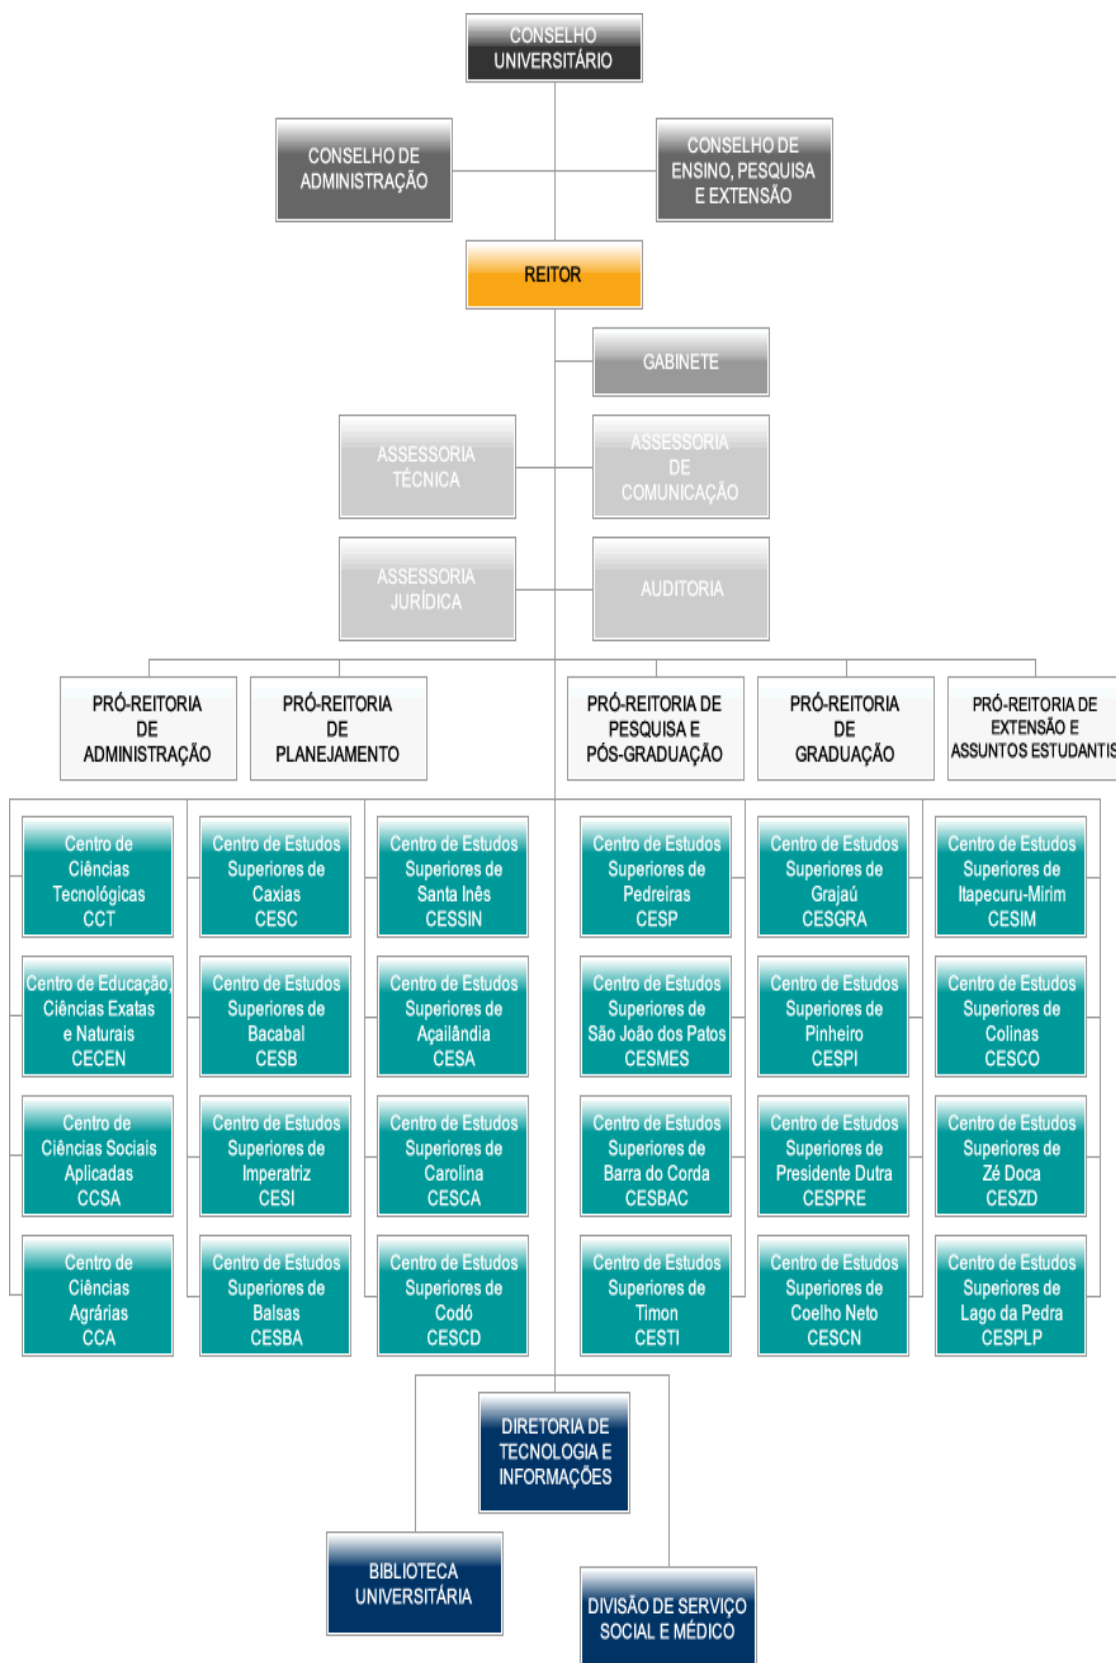 CONSELHO
UNIVERSITÁRIO
CONSELHO DE
ADMINISTRAÇÃO
CONSELHO DE
ENSINO, PESQUISA
E EXTENSÃO
REITOR
GABINETE
ASSESSORIA
TÉCNICA
ASSESSORIA
DE
COMUNICAÇÃO
ASSESSORIA
JURÍDICA
AUDITORIA
PRÓ-REITORIA
DE
ADMINISTRAÇÃO
PRÓ-REITORIA
DE
PLANEJAMENTO
PRÓ-REITORIA DE
PESQUISA E
PÓS-GRADUAÇÃO
PRÓ-REITORIA
DE
GRADUAÇÃO
PRÓ-REITORIA DE
EXTENSÃO E
ASSUNTOS ESTUDANTIS
Centro de
Ciências
Tecnológicas
CCT
Centro de Estudos
Superiores de
Caxias
CESC
Centro de Estudos
Superiores de
Santa Inês
CESSIN
Centro de Estudos
Superiores de
Pedreiras
CESP
Centro de Estudos
Superiores de
Grajaú
CESGRA
Centro de Estudos
Superiores de
Itapecuru-Mirim
CESIM
Centro de Educação,
Ciências Exatas
e Naturais
CECEN
Centro de Estudos
Superiores de
Bacabal
CESB
Centro de Estudos
Superiores de
Açailândia
CESA
Centro de Estudos
Superiores de
São João dos Patos
CESMES
Centro de Estudos
Superiores de
Pinheiro
CESPI
Centro de Estudos
Superiores de
Colinas
CESCO
Centro de
Ciências Sociais
Aplicadas
CCSA
Centro de Estudos
Superiores de
Imperatriz
CESI
Centro de Estudos
Superiores de
Carolina
CESCA
Centro de Estudos
Superiores de
Barra do Corda
CESBAC
Centro de Estudos
Superiores de
Presidente Dutra
CESPRE
Centro de Estudos
Superiores de
Zé Doca
CESZD
Centro de
Ciências
Agrárias
CCA
Centro de Estudos
Superiores de
Balsas
CESBA
Centro de Estudos
Superiores de
Codó
CESCD
Centro de Estudos
Superiores de
Timon
CESTI
Centro de Estudos
Superiores de
Coelho Neto
CESCN
Centro de Estudos
Superiores de
Lago da Pedra
CESPLP
DIRETORIA DE
TECNOLOGIA E
INFORMAÇÕES
BIBLIOTECA
UNIVERSITÁRIA
DIVISÃO DE SERVIÇO
SOCIAL E MÉDICO